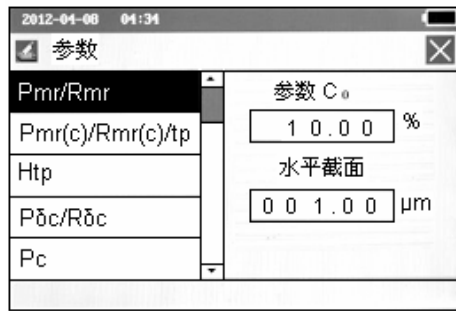 2012-04-08 04:34
参数
Pmr/Rmr
Pmr(c)/Rmr(c)/tp
Htp
Pδc/Rδc
Pc
参数 C₀
10.00 %
水平截面
001.00 μm